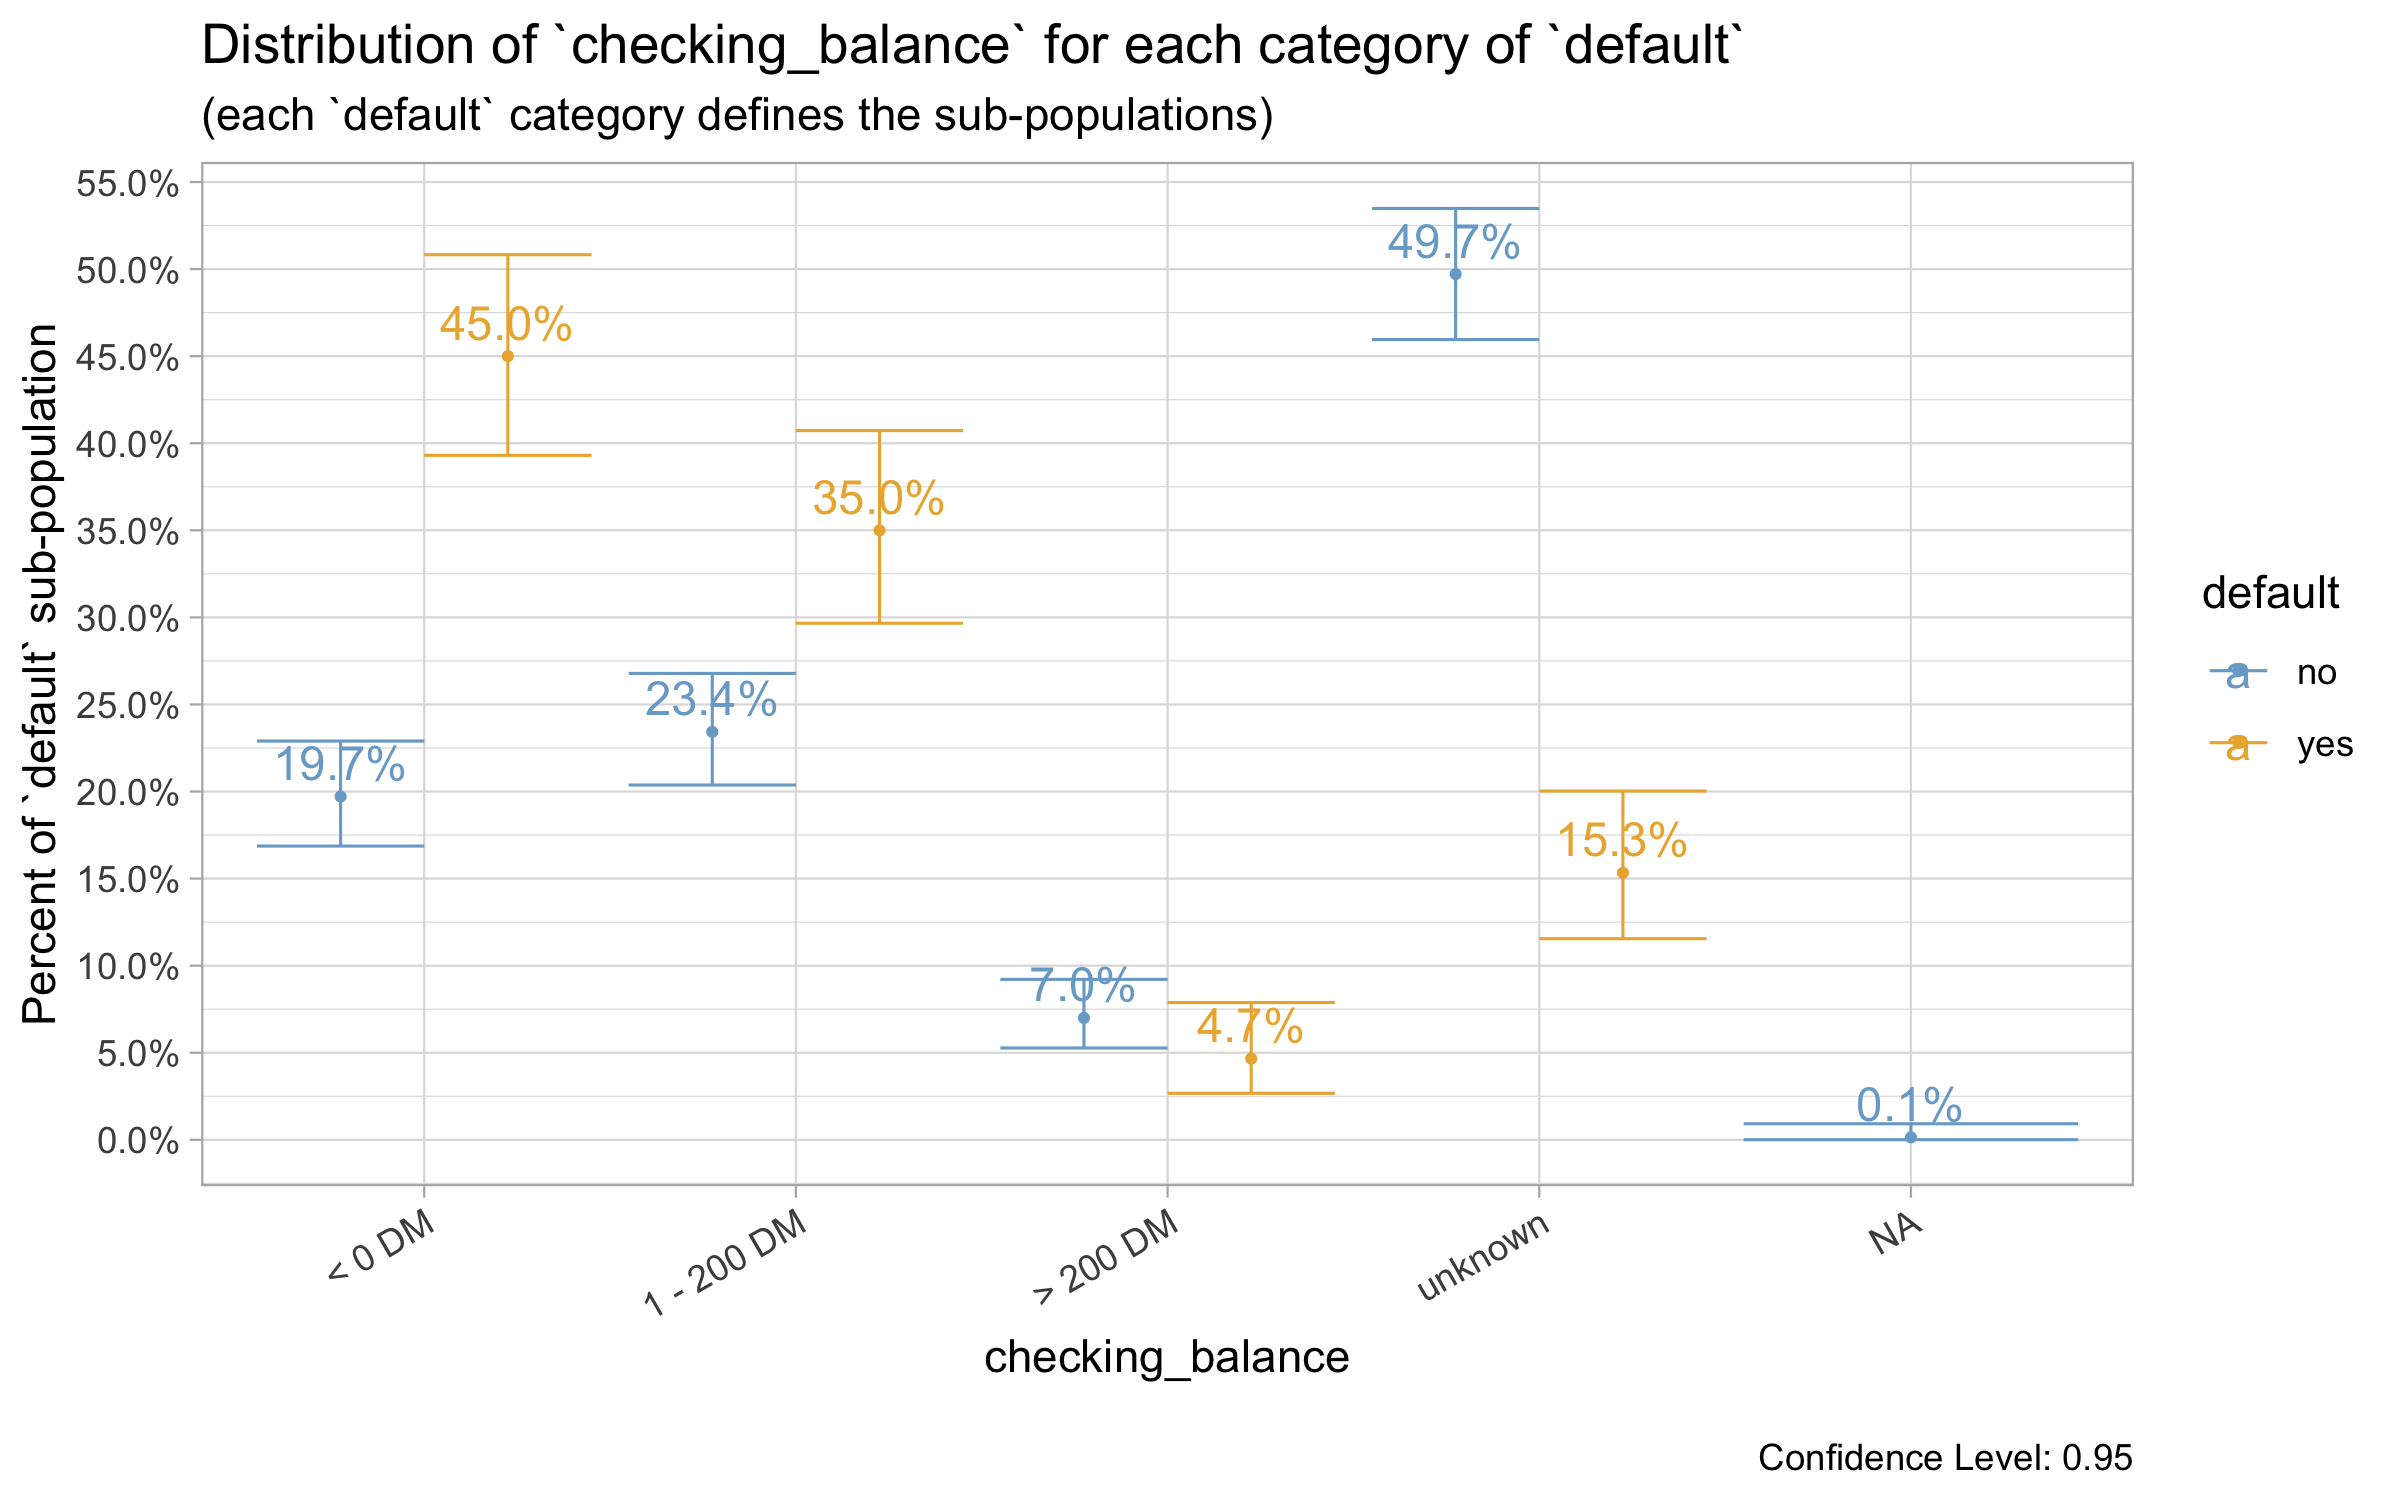 Distribution of `checking_balance` for each category of `default`
(each `default` category defines the sub-populations)
Percent of `default` sub-population
55.0%
50.0%
45.0%
40.0%
35.0%
30.0%
25.0%
20.0%
15.0%
10.0%
5.0%
0.0%
19.7%
45.0%
23.4%
35.0%
7.0%
4.7%
49.7%
15.3%
0.1%
< 0 DM
1 - 200 DM
> 200 DM
unknown
NA
checking_balance
default
a no
a yes
Confidence Level: 0.95